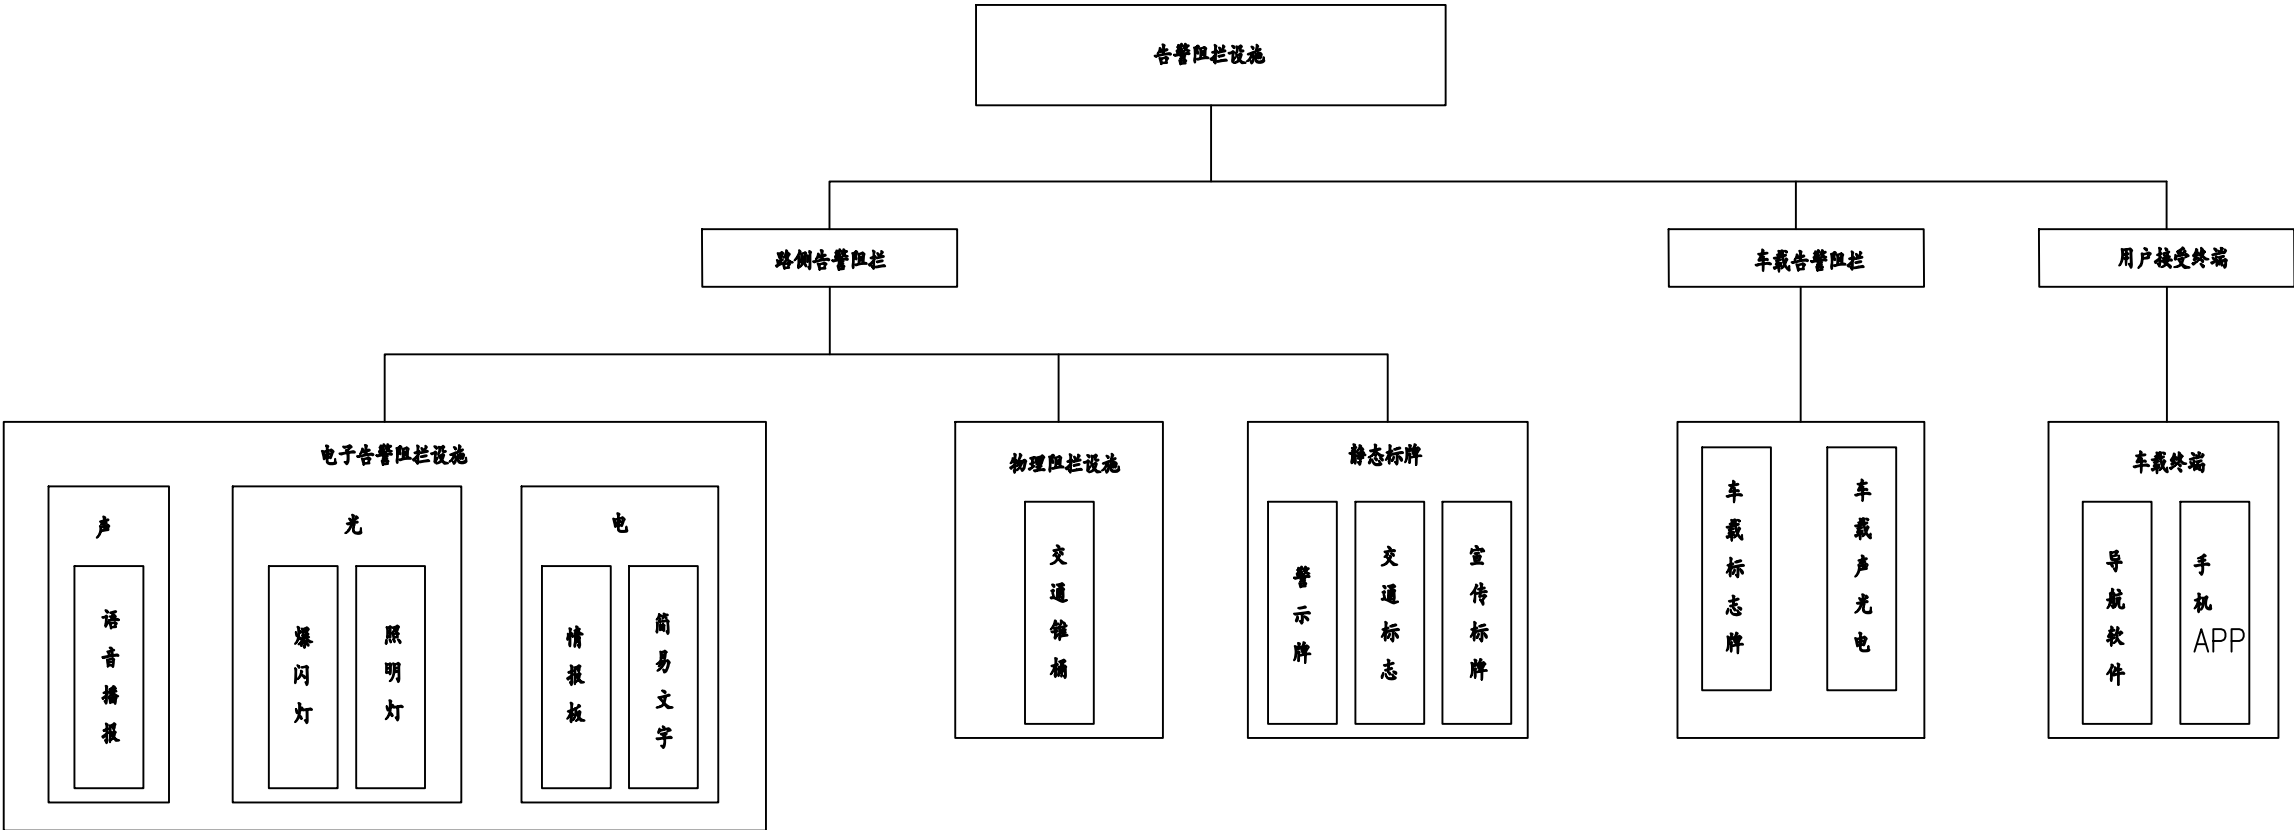 告警阻拦设施
路侧告警阻拦
车载告警阻拦
用户接受终端
电子告警阻拦设施
声
语音播报
光
爆闪灯
照明灯
电
情报板
简易文字
物理阻拦设施
交通锥桶
静态标牌
警示牌
交通标志
宣传标牌
车载标志牌
车载声光电
车载终端
导航软件
手机APP